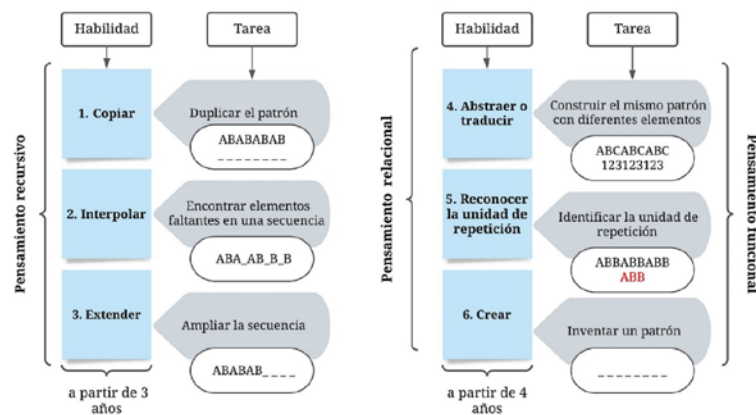 Habilidad
Tarea
Pensamiento recursivo
1. Copiar
Duplicar el patrón
ABABABAB
_ _ _ _ _ _ _ _
2. Interpolar
Encontrar elementos
faltantes en una secuencia
ABA_AB_B_B
3. Extender
Ampliar la secuencia
ABABAB_ _ _ _
a partir de 3
años
Habilidad
Tarea
Pensamiento relacional
4. Abstraer o
traducir
Construir el mismo patrón
con diferentes elementos
ABCABCABC
123123123
5. Reconocer
la unidad de
repetición
Identificar la unidad de
repetición
ABBABBABB
ABB
6. Crear
Inventar un patrón
_ _ _ _ _ _ _ _
a partir de 4
años
Pensamiento funcional